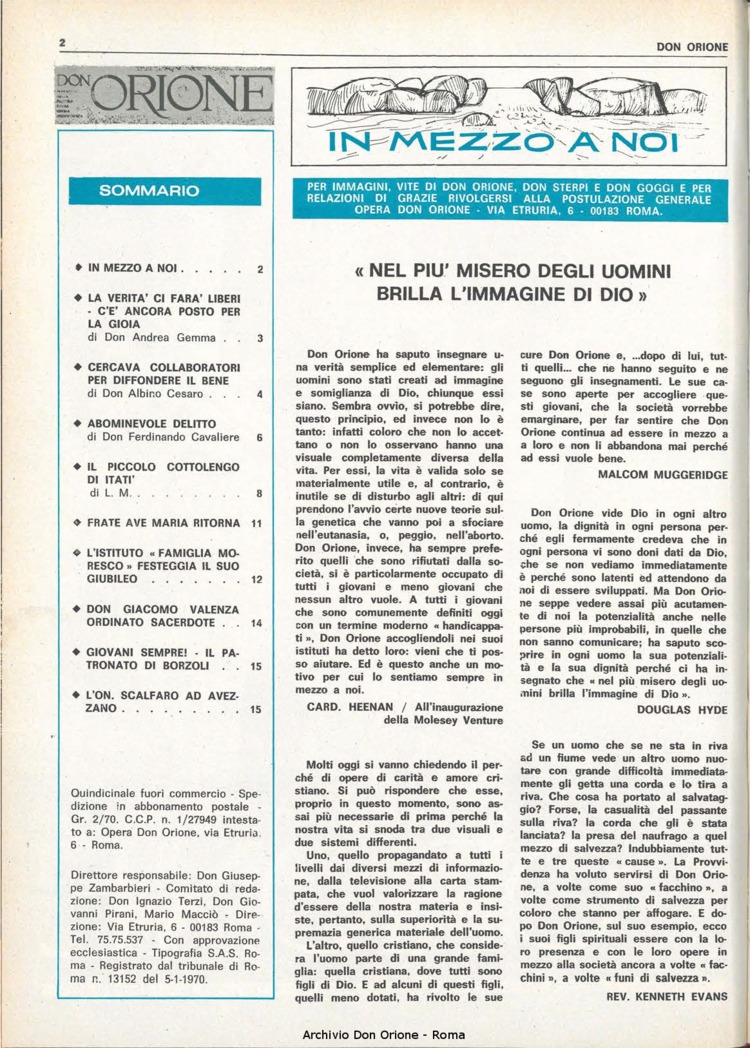 2
DON ORIONE
DON ORIONE
SOMMARIO
◆ IN MEZZO A NOI . . . . . 2
◆ LA VERITA' CI FARA' LIBERI
- C'E' ANCORA POSTO PER
LA GIOIA
di Don Andrea Gemma . . 3
◆ CERCAVA COLLABORATORI
PER DIFFONDERE IL BENE
di Don Albino Cesaro . . . 4
◆ ABOMINEVOLE DELITTO
di Don Ferdinando Cavaliere 6
◆ IL PICCOLO COTTOLENGO
DI ITATI'
di L. M. . . . . . . . . 8
◆ FRATE AVE MARIA RITORNA 11
◆ L'ISTITUTO « FAMIGLIA MO-
RESCO » FESTEGGIA IL SUO
GIUBILEO . . . . . . . 12
◆ DON GIACOMO VALENZA
ORDINATO SACERDOTE . . 14
◆ GIOVANI SEMPRE! - IL PA-
TRONATO DI BORZOLI . . 15
◆ L'ON. SCALFARO AD AVEZ-
ZANO . . . . . . . . . 15
Quindicinale fuori commercio - Spe-
dizione in abbonamento postale -
Gr. 2/70. C.C.P. n. 1/27949 intesta-
to a: Opera Don Orione, via Etruria,
6 - Roma.
Direttore responsabile: Don Giusep-
pe Zambarbieri - Comitato di reda-
zione: Don Ignazio Terzi, Don Gio-
vanni Pirani, Mario Macciò - Dire-
zione: Via Etruria, 6 - 00183 Roma -
Tel. 75.75.537 - Con approvazione
ecclesiastica - Tipografia S.A.S. Ro-
ma - Registrato dal tribunale di Ro-
ma n. 13152 del 5-1-1970.
IN MEZZO A NOI
PER IMMAGINI, VITE DI DON ORIONE, DON STERPI E DON GOGGI E PER
RELAZIONI DI GRAZIE RIVOLGERSI ALLA POSTULAZIONE GENERALE
OPERA DON ORIONE - VIA ETRURIA, 6 - 00183 ROMA.
« NEL PIU' MISERO DEGLI UOMINI
BRILLA L'IMMAGINE DI DIO »
Don Orione ha saputo insegnare u-
na verità semplice ed elementare: gli
uomini sono stati creati ad immagine
e somiglianza di Dio, chiunque essi
siano. Sembra ovvio, si potrebbe dire,
questo principio, ed invece non lo è
tanto: infatti coloro che non lo accet-
tano o non lo osservano hanno una
visuale completamente diversa della
vita. Per essi, la vita è valida solo se
materialmente utile e, al contrario, è
inutile se di disturbo agli altri: di qui
prendono l'avvio certe nuove teorie sul-
la genetica che vanno poi a sfociare
nell'eutanasia, o, peggio, nell'aborto.
Don Orione, invece, ha sempre prefe-
rito quelli che sono rifiutati dalla so-
cietà, si è particolarmente occupato di
tutti i giovani e meno giovani che
nessun altro vuole. A tutti i giovani
che sono comunemente definiti oggi
con un termine moderno « handicappa-
ti », Don Orione accogliendoli nei suoi
istituti ha detto loro: vieni che ti pos-
so aiutare. Ed è questo anche un mo-
tivo per cui lo sentiamo sempre in
mezzo a noi.
CARD. HEENAN / All'inaugurazione
della Molesey Venture
Molti oggi si vanno chiedendo il per-
ché di opere di carità e amore cri-
stiano. Si può rispondere che esse,
proprio in questo momento, sono as-
sai più necessarie di prima perché la
nostra vita si snoda tra due visuali e
due sistemi differenti.
Uno, quello propagandato a tutti i
livelli dai diversi mezzi di informazio-
ne, dalla televisione alla carta stam-
pata, che vuol valorizzare la ragione
d'essere della nostra materia e insi-
ste, pertanto, sulla superiorità e la su-
premazia generica materiale dell'uomo.
L'altro, quello cristiano, che conside-
ra l'uomo parte di una grande fami-
glia: quella cristiana, dove tutti sono
figli di Dio. E ad alcuni di questi figli,
quelli meno dotati, ha rivolto le sue
cure Don Orione e, ...dopo di lui, tut-
ti quelli... che ne hanno seguito e ne
seguono gli insegnamenti. Le sue ca-
se sono aperte per accogliere que-
sti giovani, che la società vorrebbe
emarginare, per far sentire che Don
Orione continua ad essere in mezzo a
a loro e non li abbandona mai perché
ad essi vuole bene.
MALCOM MUGGERIDGE
Don Orione vide Dio in ogni altro
uomo, la dignità in ogni persona per-
ché egli fermamente credeva che in
ogni persona vi sono doni dati da Dio,
che se non vediamo immediatamente
è perché sono latenti ed attendono da
noi di essere sviluppati. Ma Don Orio-
ne seppe vedere assai più acutamen-
te di noi la potenzialità anche nelle
persone più improbabili, in quelle che
non sanno comunicare; ha saputo sco-
prire in ogni uomo la sua potenziali-
tà e la sua dignità perché ci ha in-
segnato che « nel più misero degli uo-
mini brilla l'immagine di Dio ».
DOUGLAS HYDE
Se un uomo che se ne sta in riva
ad un fiume vede un altro uomo nuo-
tare con grande difficoltà immediata-
mente gli getta una corda e lo tira a
riva. Che cosa ha portato al salvatag-
gio? Forse, la casualità del passante
sulla riva? la corda che gli è stata
lanciata? la presa del naufrago a quel
mezzo di salvezza? Indubbiamente tut-
te e tre queste « cause ». La Provvi-
denza ha voluto servirsi di Don Orio-
ne, a volte come suo « facchino », a
volte come strumento di salvezza per
coloro che stanno per affogare. E do-
po Don Orione, sul suo esempio, ecco
i suoi figli spirituali essere con la lo-
ro presenza e con le loro opere in
mezzo alla società ancora a volte « fac-
chini », a volte « funi di salvezza ».
REV. KENNETH EVANS
Archivio Don Orione - Roma